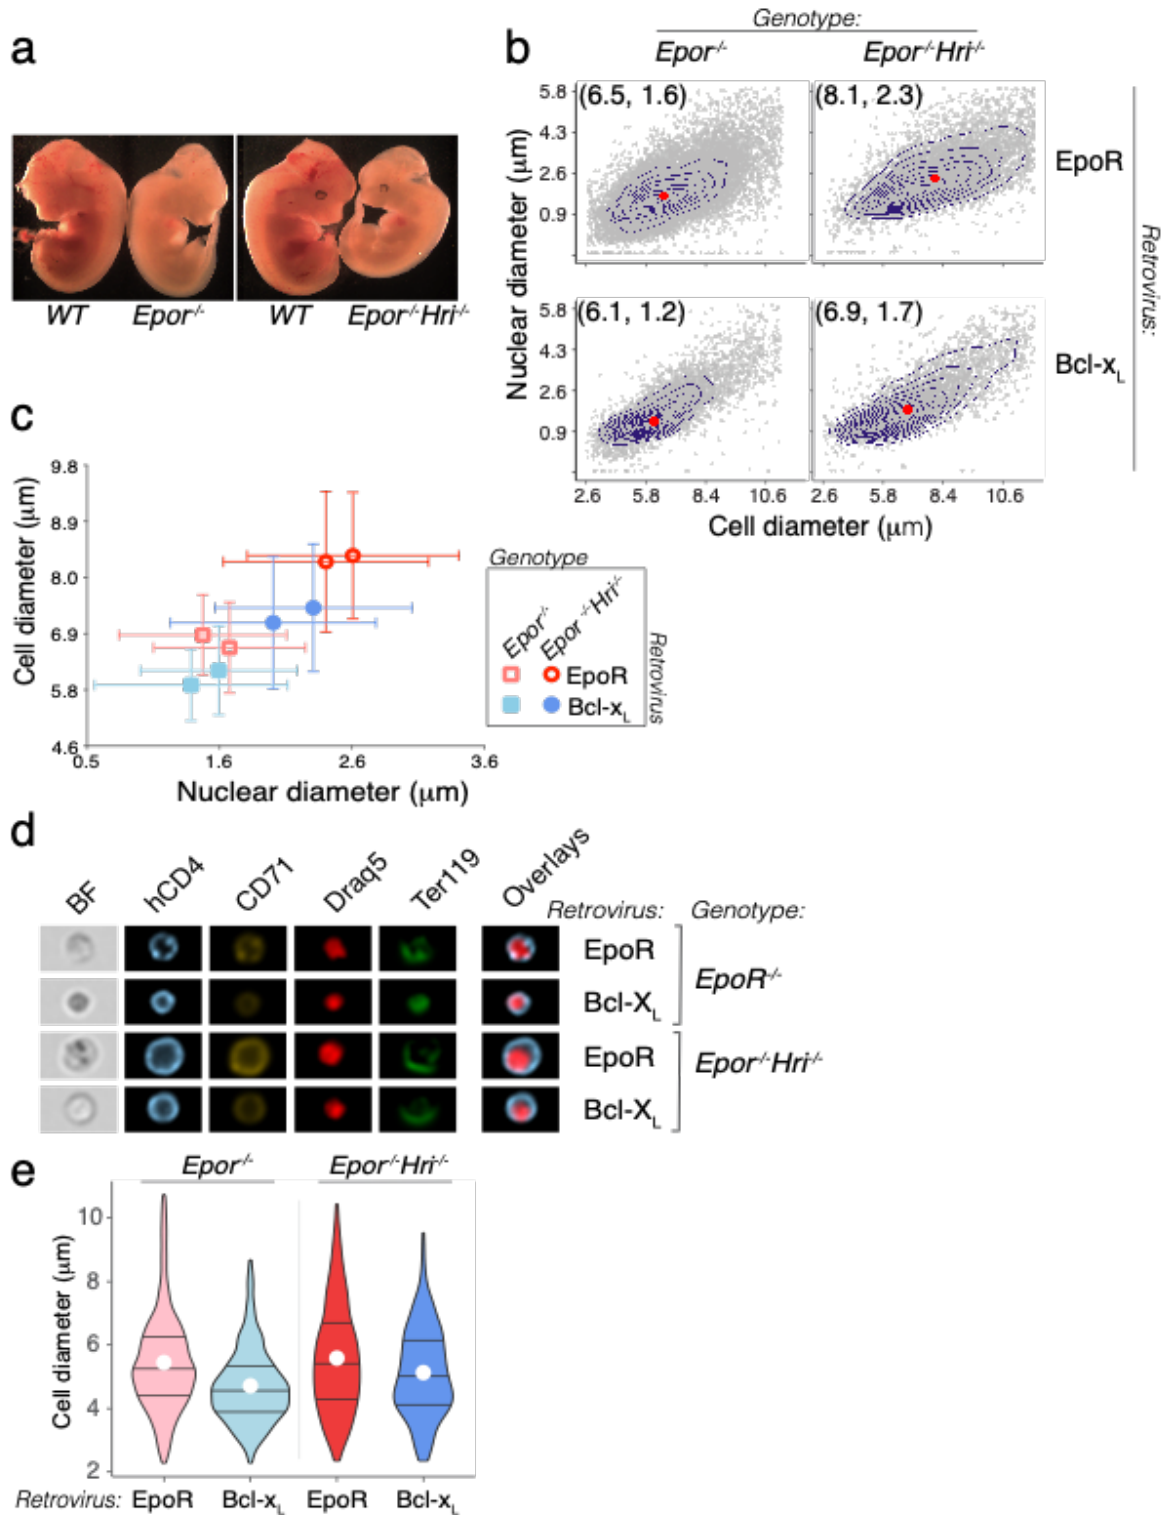 a
WT Epor-/- WT Epor-/-Hri-/-
b
Genotype:
Epor-/- Epor-/-Hri-/-
(6.5, 1.6) (8.1, 2.3)
5.8
4.3
2.6
0.9
EpoR
(6.1, 1.2) (6.9, 1.7)
5.8
4.3
2.6
0.9
Bcl-xL
Nuclear diameter (μm)
Retrovirus:
2.6 5.8 8.4 10.6 2.6 5.8 8.4 10.6
Cell diameter (μm)
c
9.8
8.9
8.0
6.9
5.8
4.6
Cell diameter (μm)
0.5 1.6 2.6 3.6
Nuclear diameter (μm)
Genotype
Epor-/- Epor-/-Hri-/-
EpoR
Bcl-xL
Retrovirus
d
BF hCD4 CD71 Draq5 Ter119 Overlays
Retrovirus: Genotype:
EpoR
Bcl-XL
EpoR-/-
EpoR
Bcl-XL
Epor-/-Hri-/-
e
Epor-/- Epor-/-Hri-/-
10
8
6
4
2
Cell diameter (μm)
Retrovirus: EpoR Bcl-xL EpoR Bcl-xL